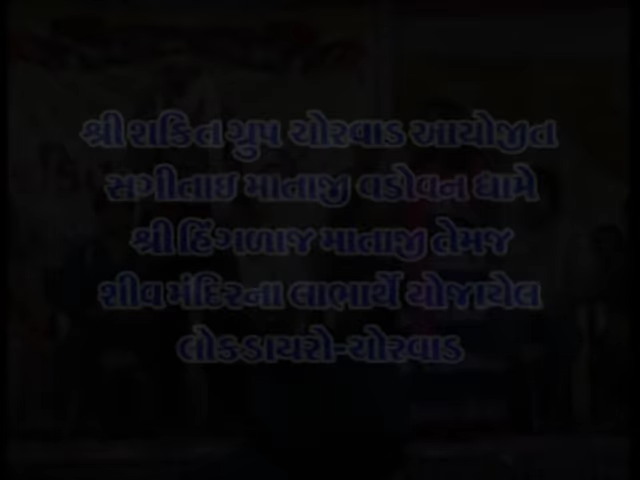 શ્રી શકિત ગ્રુપ ચોરવાડ આયોજીત
સગીતાઇ માતાજી વડોવન ધામે
શ્રી હિંગળાજ માતાજી તેમજ
શીવ મંદિરના લાભાર્થે યોજાયેલ
લોકડાયરો-ચોરવાડ